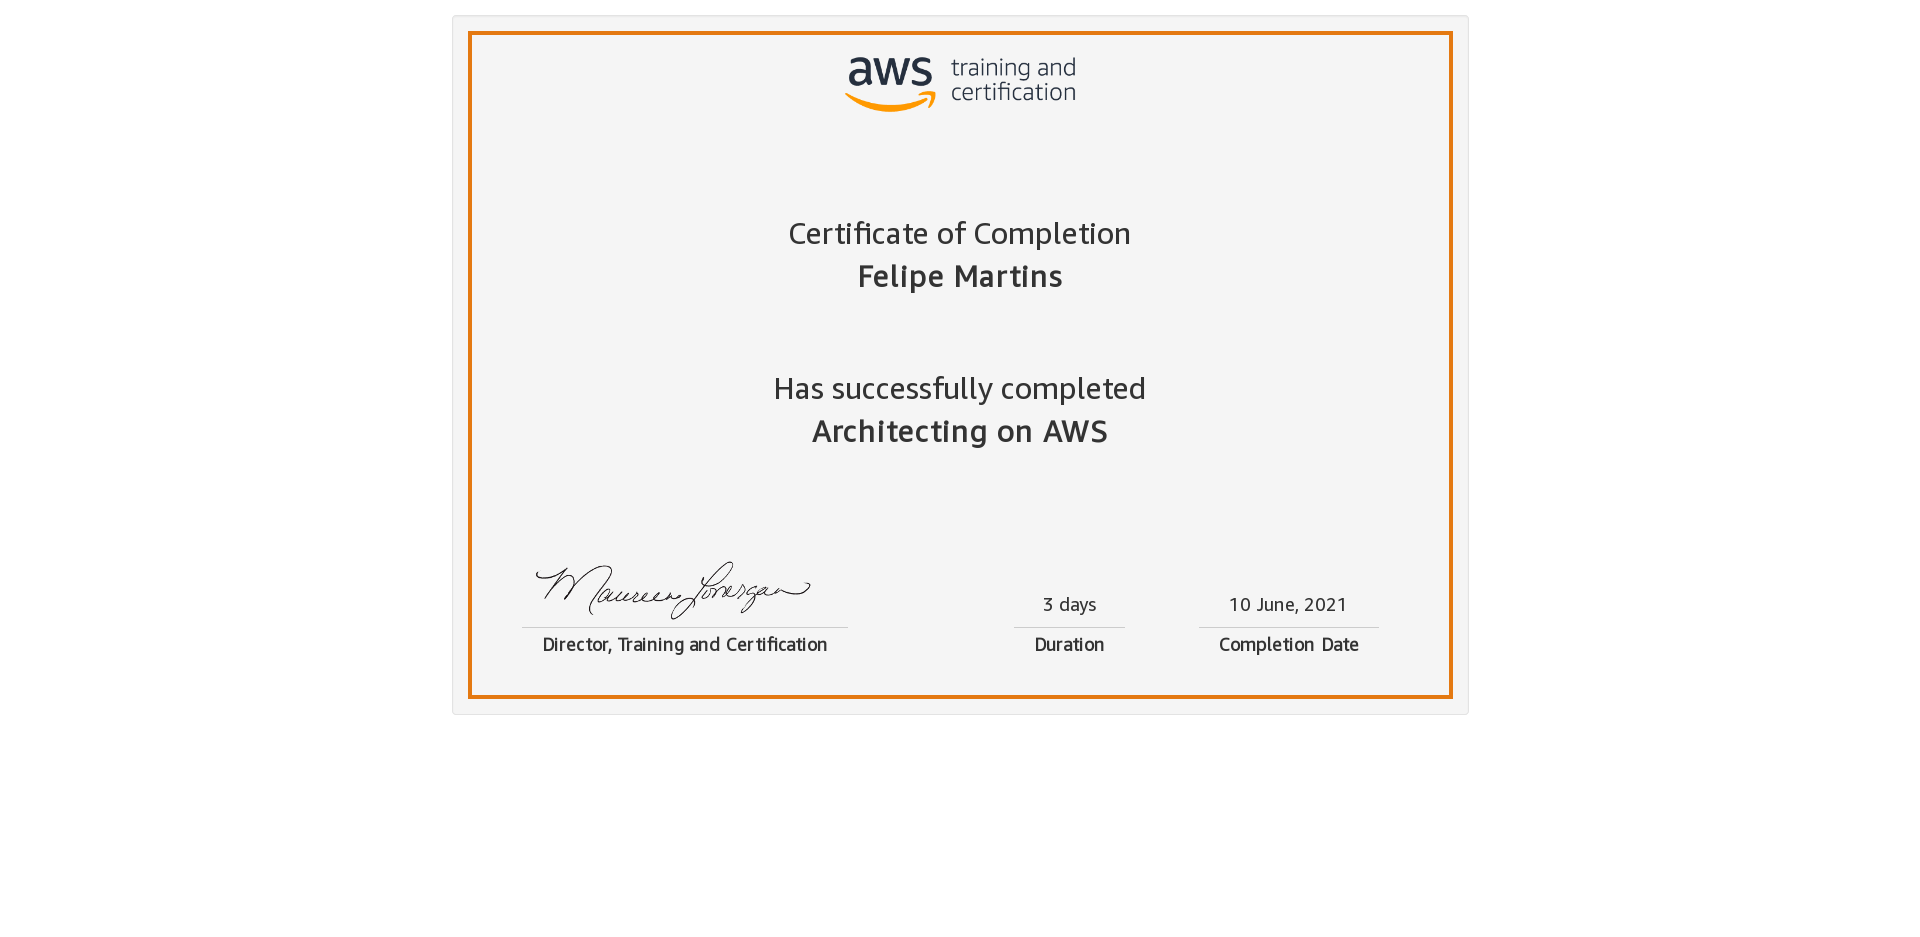 aws training and
certification
Certificate of Completion
Felipe Martins
Has successfully completed
Architecting on AWS
Maureen Lonergan
3 days
10 June, 2021
Director, Training and Certification
Duration
Completion Date